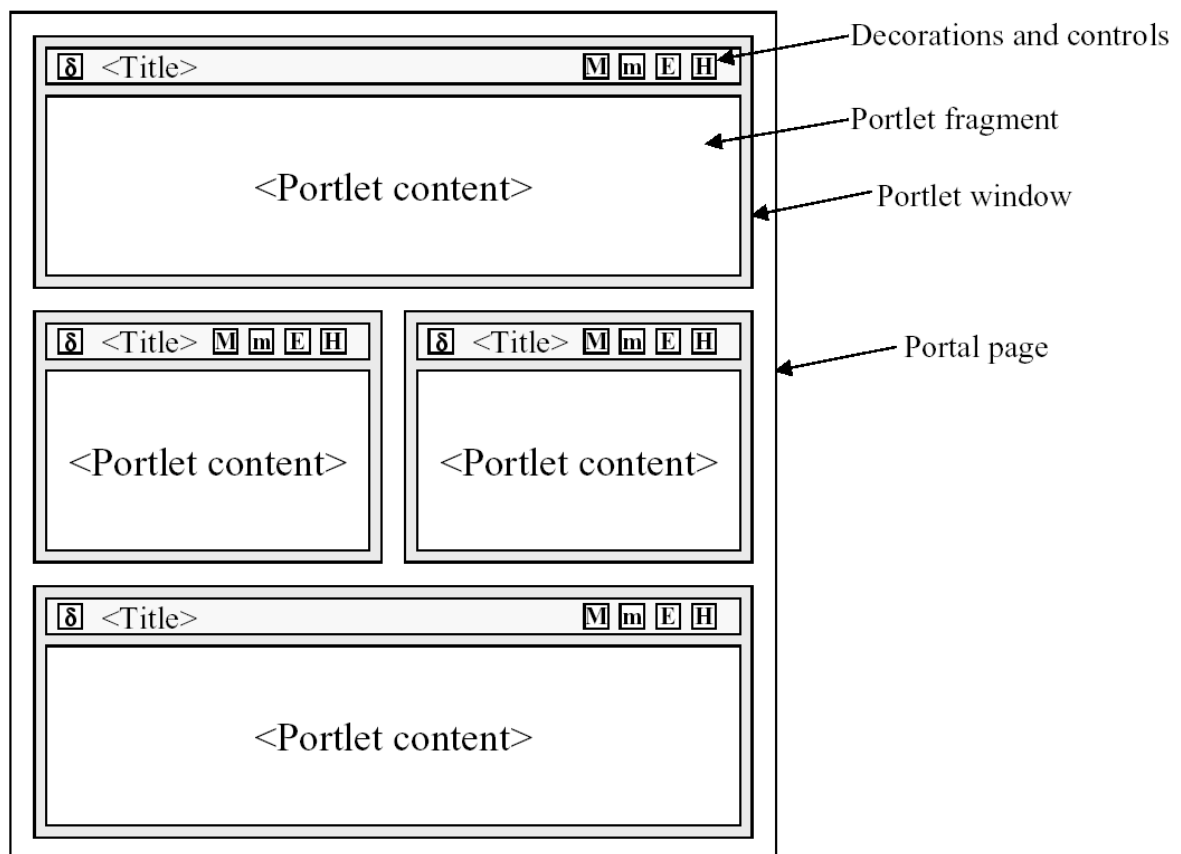 Decorations and controls
δ <Title> M m E H
Portlet fragment
<Portlet content>
Portlet window
δ <Title> M m E H
δ <Title> M m E H
Portal page
<Portlet content>
<Portlet content>
δ <Title> M m E H
<Portlet content>